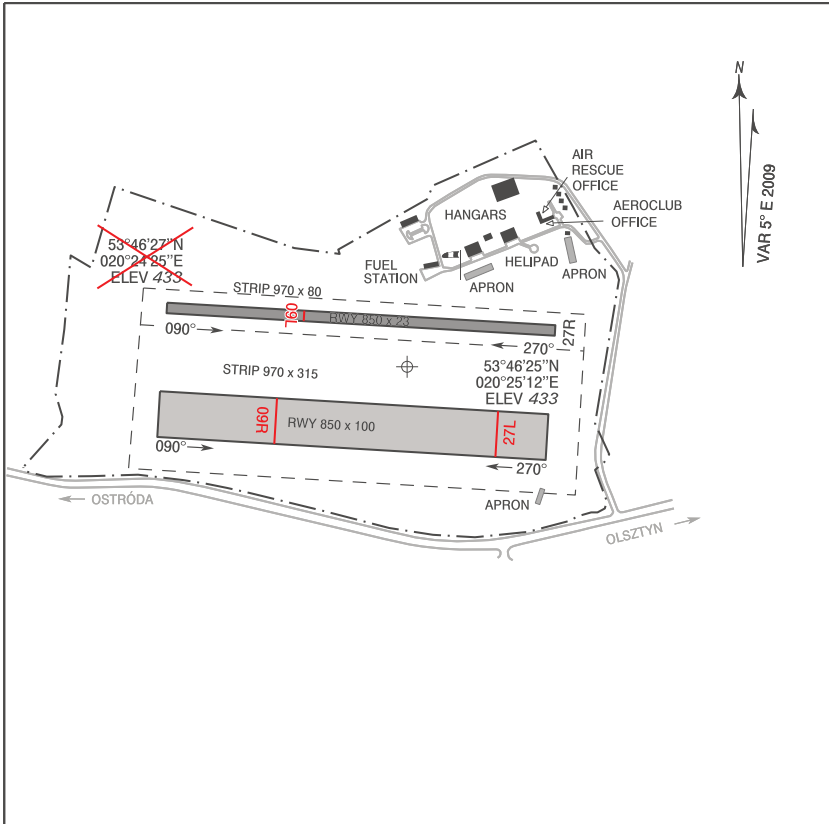 N
VAR 5° E 2009
AIR
RESCUE
OFFICE
AEROCLUB
OFFICE
HANGARS
53°46'27"N
020°24'25"E
ELEV 433
FUEL
STATION
HELIPAD
APRON
APRON
STRIP 970 x 80
09L
RWY 850 x 23
27R
090°
270°
53°46'25"N
020°25'12"E
ELEV 433
STRIP 970 x 315
09R
RWY 850 x 100
27L
090°
270°
APRON
OSTRÓDA
OLSZTYN